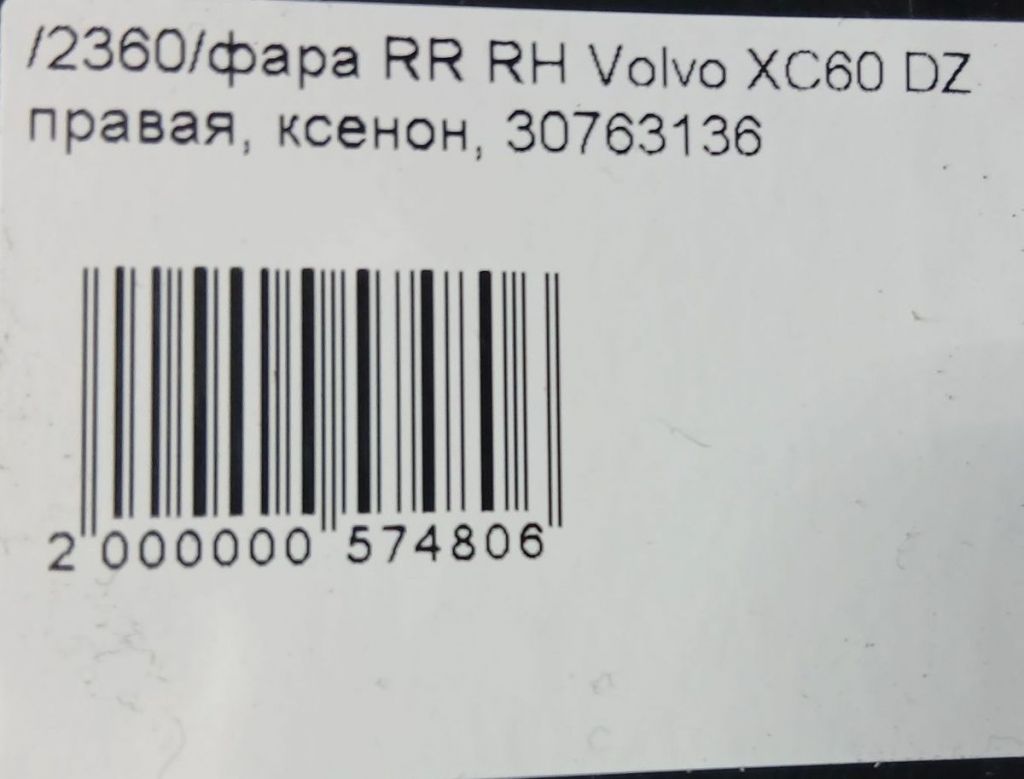 /2360/фара RR RH Volvo XC60 DZ
правая, ксенон, 30763136
2 000000 574806